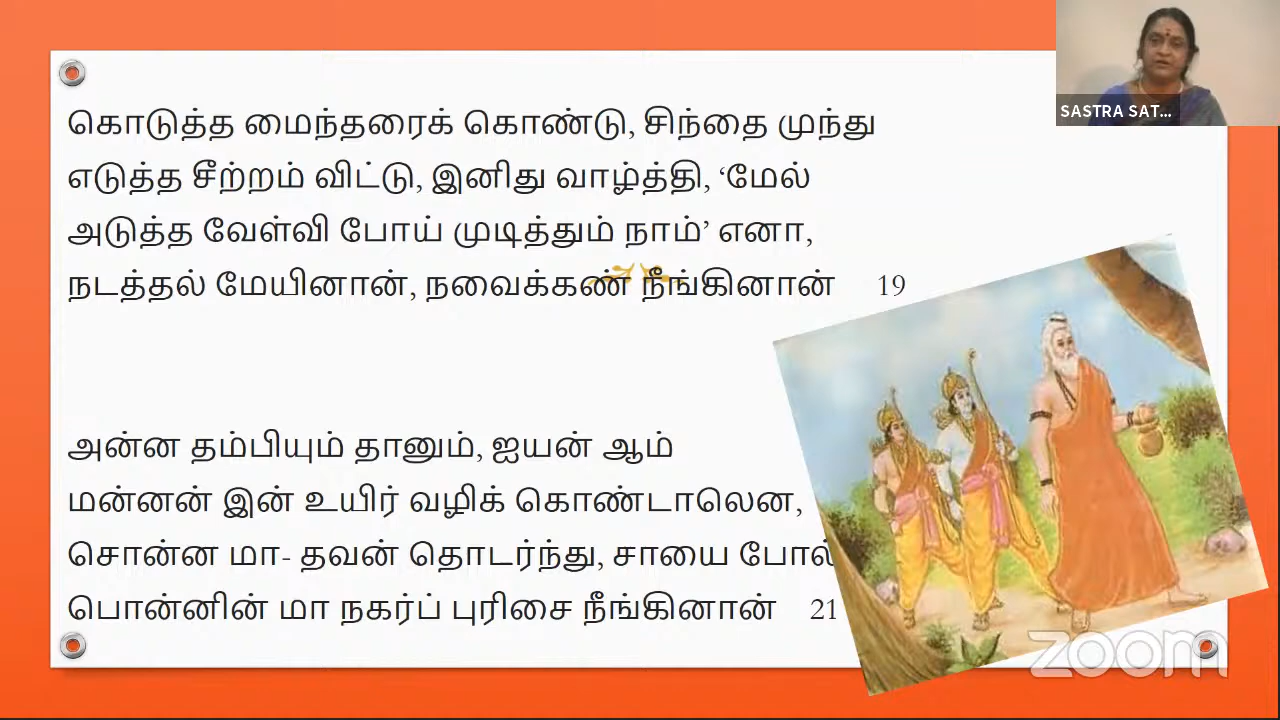 கொடுத்த மைந்தரைக் கொண்டு, சிந்தை முந்து
எடுத்த சீற்றம் விட்டு, இனிது வாழ்த்தி, ‘மேல்
அடுத்த வேள்வி போய் முடித்தும் நாம்’ எனா,
நடத்தல் மேயினான், நவைக்கண் நீங்கினான் 19
அன்ன தம்பியும் தானும், ஐயன் ஆம்
மன்னன் இன் உயிர் வழிக் கொண்டாலென,
சொன்ன மா- தவன் தொடர்ந்து, சாயை போல்
பொன்னின் மா நகர்ப் புரிசை நீங்கினான் 21
SASTRA SAT...
zoom